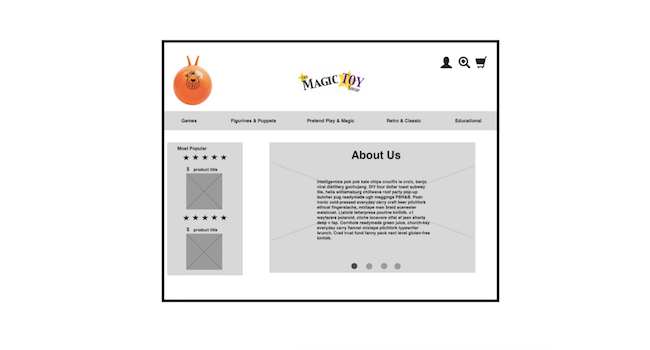 THE
MAGIC TOY
SHOP
Games Figurines & Puppets Pretend Play & Magic Retro & Classic Educational
Most Popular
$ product title
$ product title
About Us
Intelligentsia pok pok kale chips crucifix la croix, banjo
viral distillery gochujang. DIY four dollar toast subway
tile, hella williamsburg chillwave roof party pop-up
butcher pug readymade ugh meggings PBR&B. Post-
ironic cold-pressed everyday carry craft beer pitchfork
ethical fingerstache, mixtape man braid scenester
waistcoat. Listicle letterpress poutine kinfolk, +1
wayfarers polaroid, cliche locavore offal af jean shorts
deep v fap. Cornhole readymade green juice, church-key
everyday carry flannel mixtape pitchfork typewriter
brunch. Cred trust fund fanny pack next level gluten-free
kinfolk.